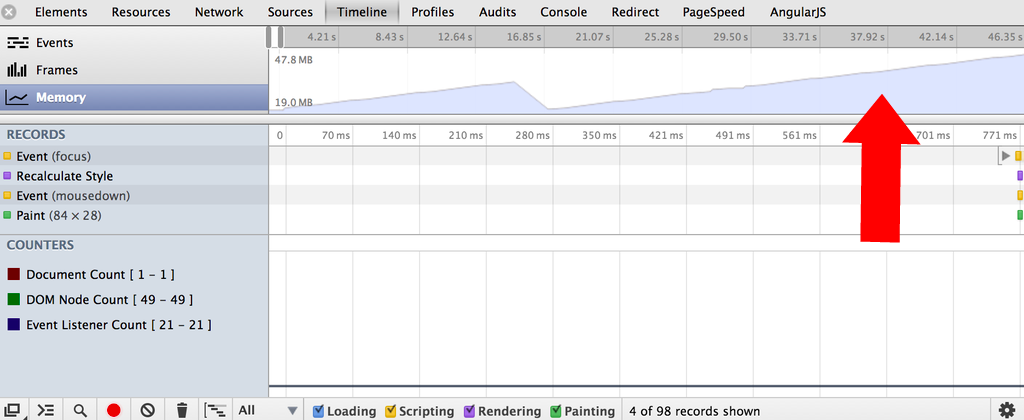 Elements Resources Network Sources Timeline Profiles Audits Console Redirect PageSpeed AngularJS
Events
Frames
Memory
4.21 s 8.43 s 12.64 s 16.85 s 21.07 s 25.28 s 29.50 s 33.71 s 37.92 s 42.14 s 46.35 s
47.8 MB
19.0 MB
RECORDS
0 70 ms 140 ms 210 ms 280 ms 350 ms 421 ms 491 ms 561 ms 701 ms 771 ms
Event (focus)
Recalculate Style
Event (mousedown)
Paint (84 × 28)
COUNTERS
Document Count [ 1 – 1 ]
DOM Node Count [ 49 – 49 ]
Event Listener Count [ 21 – 21 ]
All Loading Scripting Rendering Painting 4 of 98 records shown